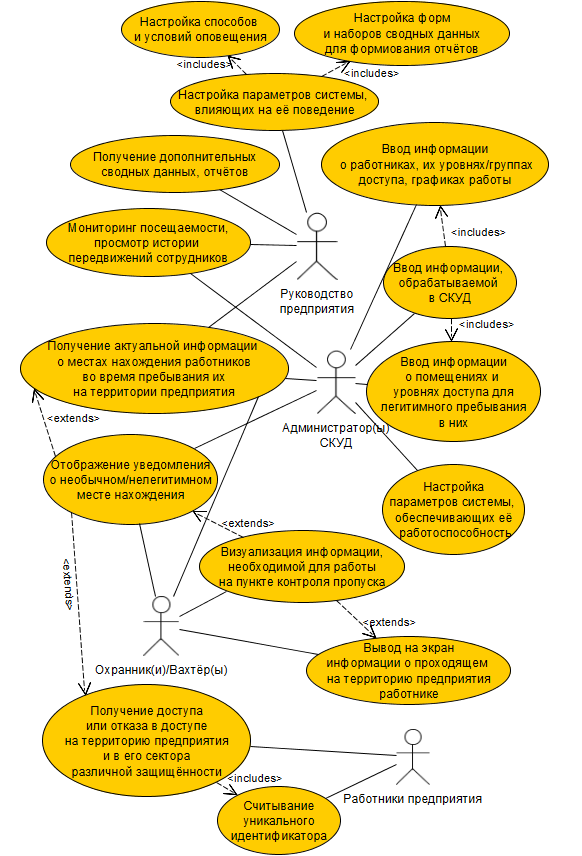 Настройка способов
и условий оповещения
Настройка форм
и наборов сводных данных
для формиования отчётов
<includes>
<includes>
Настройка параметров системы,
влияющих на её поведение
Получение дополнительных
сводных данных, отчётов
Ввод информации
о работниках, их уровнях/группах
доступа, графиках работы
Мониторинг посещаемости,
просмотр истории
передвижений сотрудников
<includes>
Руководство
предприятия
Ввод информации,
обрабатываемой
в СКУД
<includes>
Получение актуальной информации
о местах нахождения работников
во время пребывания их
на территории предприятия
Ввод информации
о помещениях и
уровнях доступа для
легитимного пребывания
в них
Администратор(ы)
СКУД
<extends>
Отображение уведомления
о необычном/нелегитимном
месте нахождения
Настройка
параметров системы,
обеспечивающих её
работоспособность
<extends>
Визуализация информации,
необходимой для работы
на пункте контроля пропуска
<extends>
<extends>
Охранник(и)/Вахтёр(ы)
Вывод на экран
информации о проходящем
на территорию предприятия
работнике
Получение доступа
или отказа в доступе
на территорию предприятия
и в его сектора
различной защищённости
<includes>
Работники предприятия
Считывание
уникального
идентификатора